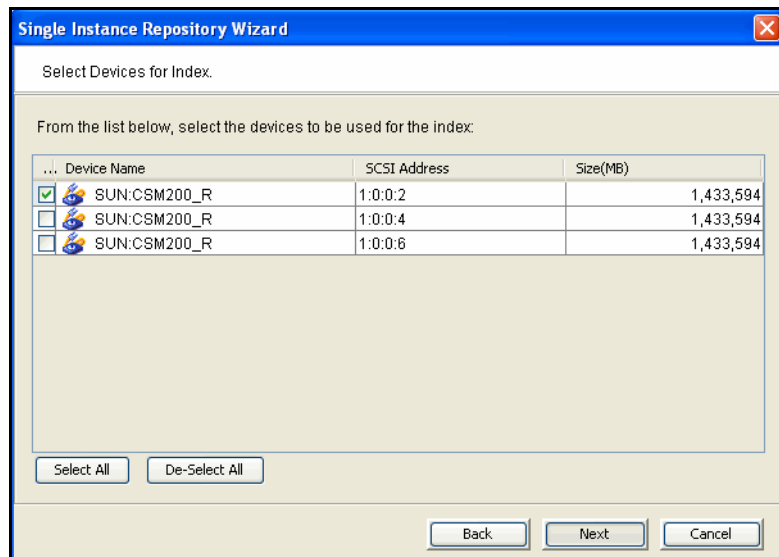 Single Instance Repository Wizard
Select Devices for Index.
From the list below, select the devices to be used for the index:
... Device Name SCSI Address Size(MB)
SUN:CSM200_R 1:0:0:2 1,433,594
SUN:CSM200_R 1:0:0:4 1,433,594
SUN:CSM200_R 1:0:0:6 1,433,594
Select All De-Select All
Back Next Cancel